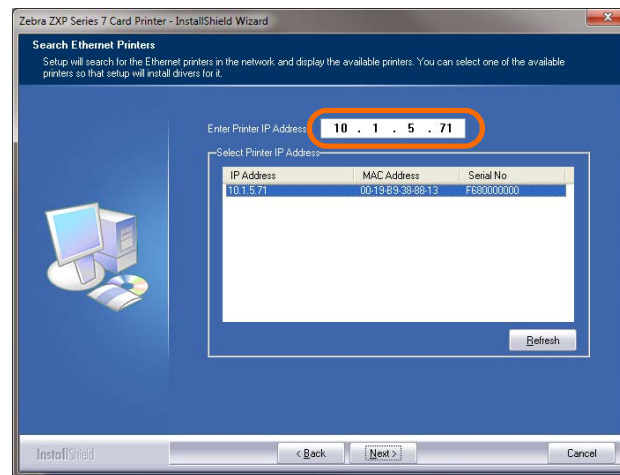 Zebra ZXP Series 7 Card Printer - InstallShield Wizard
Search Ethernet Printers
Setup will search for the Ethernet printers in the network and display the available printers. You can select one of the available
printers so that setup will install drivers for it.
Enter Printer IP Address
10 . 1 . 5 . 71
Select Printer IP Address
IP Address MAC Address Serial No
10.1.5.71 00-19-B9-38-88-13 F680000000
Refresh
InstallShield
< Back Next > Cancel